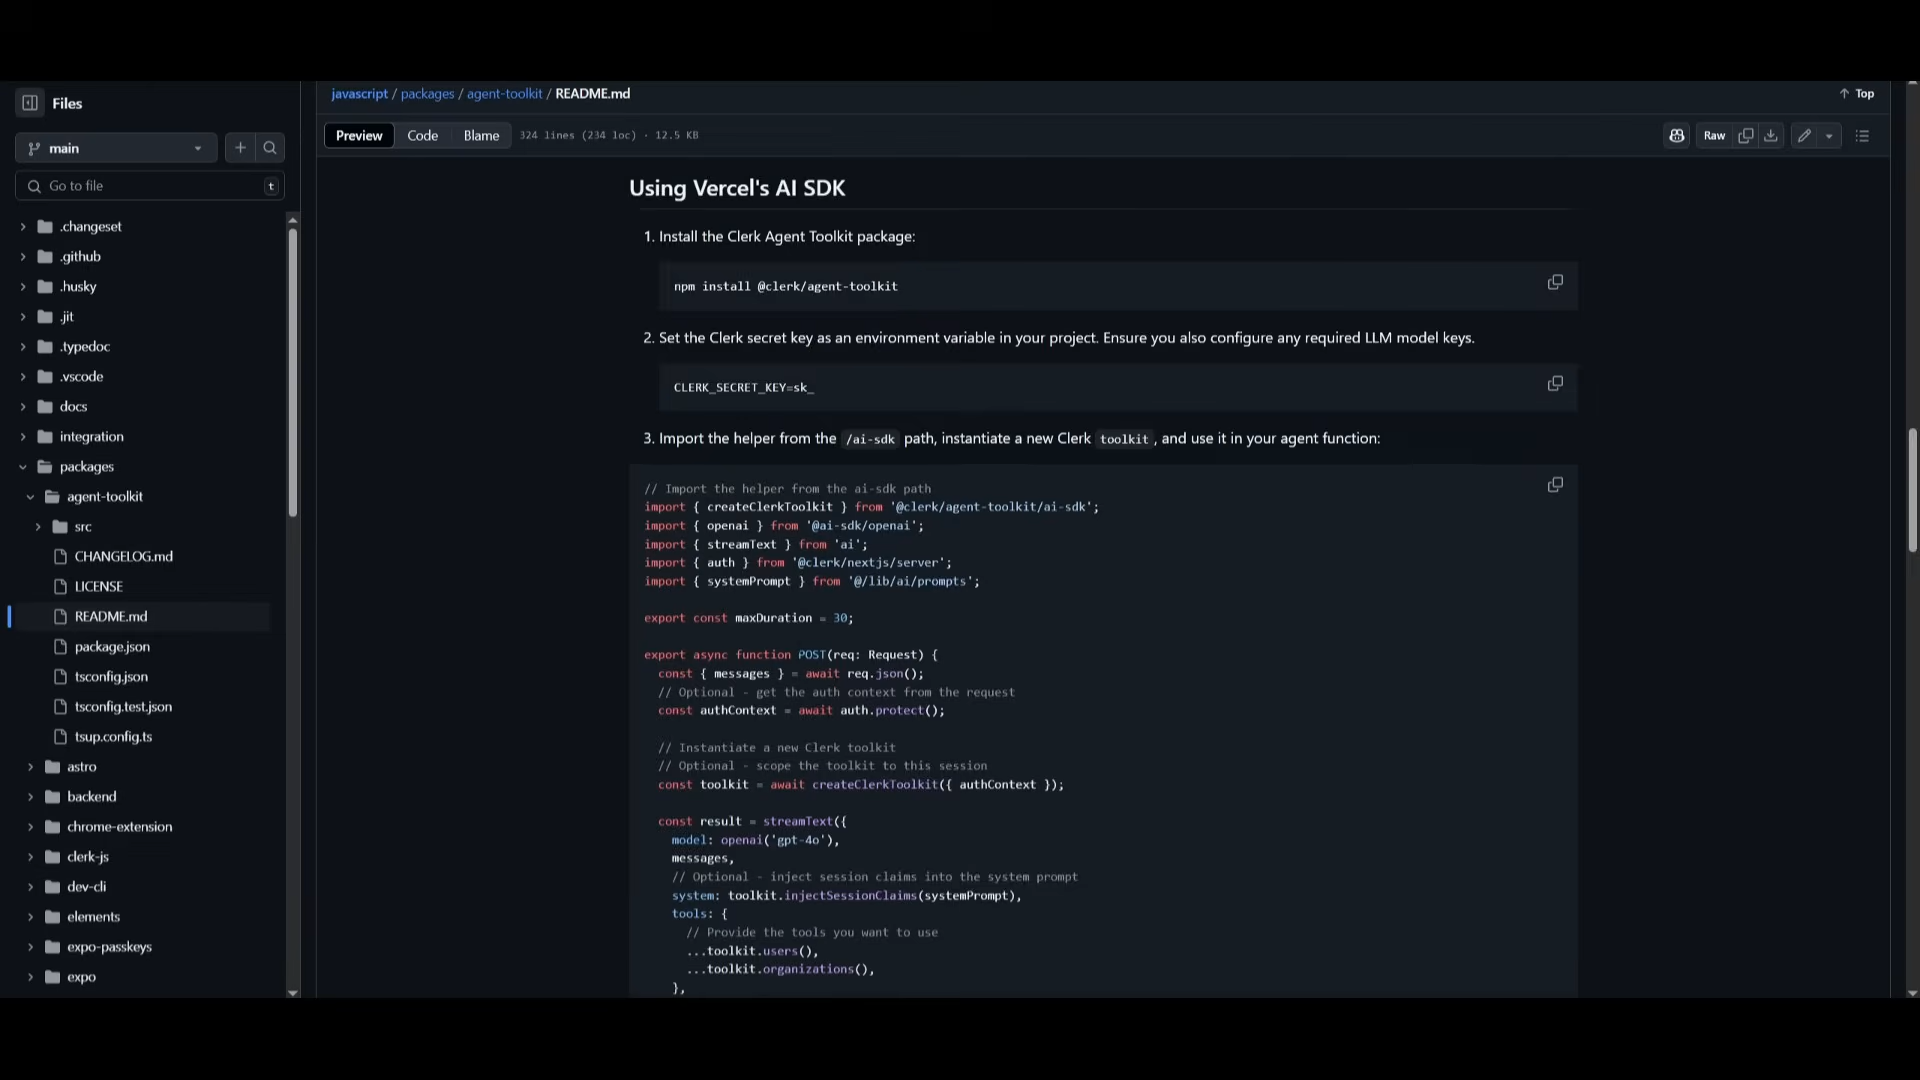 Files
main
Go to file
t
.changeset
.github
.husky
.jit
.typedoc
.vscode
docs
integration
packages
agent-toolkit
src
CHANGELOG.md
LICENSE
README.md
package.json
tsconfig.json
tsconfig.test.json
tsup.config.ts
astro
backend
chrome-extension
clerk-js
dev-cli
elements
expo-passkeys
expo
javascript / packages / agent-toolkit / README.md
Top
Preview Code Blame 324 lines (234 loc) · 12.5 KB
Raw
Using Vercel's AI SDK
1. Install the Clerk Agent Toolkit package:
npm install @clerk/agent-toolkit
2. Set the Clerk secret key as an environment variable in your project. Ensure you also configure any required LLM model keys.
CLERK_SECRET_KEY=sk_
3. Import the helper from the /ai-sdk path, instantiate a new Clerk toolkit, and use it in your agent function:
// Import the helper from the ai-sdk path
import { createClerkToolkit } from '@clerk/agent-toolkit/ai-sdk';
import { openai } from '@ai-sdk/openai';
import { streamText } from 'ai';
import { auth } from '@clerk/nextjs/server';
import { systemPrompt } from '@/lib/ai/prompts';
export const maxDuration = 30;
export async function POST(req: Request) {
const { messages } = await req.json();
// Optional - get the auth context from the request
const authContext = await auth.protect();
// Instantiate a new Clerk toolkit
// Optional - scope the toolkit to this session
const toolkit = await createClerkToolkit({ authContext });
const result = streamText({
model: openai('gpt-4o'),
messages,
// Optional - inject session claims into the system prompt
system: toolkit.injectSessionClaims(systemPrompt),
tools: {
// Provide the tools you want to use
...toolkit.users(),
...toolkit.organizations(),
},